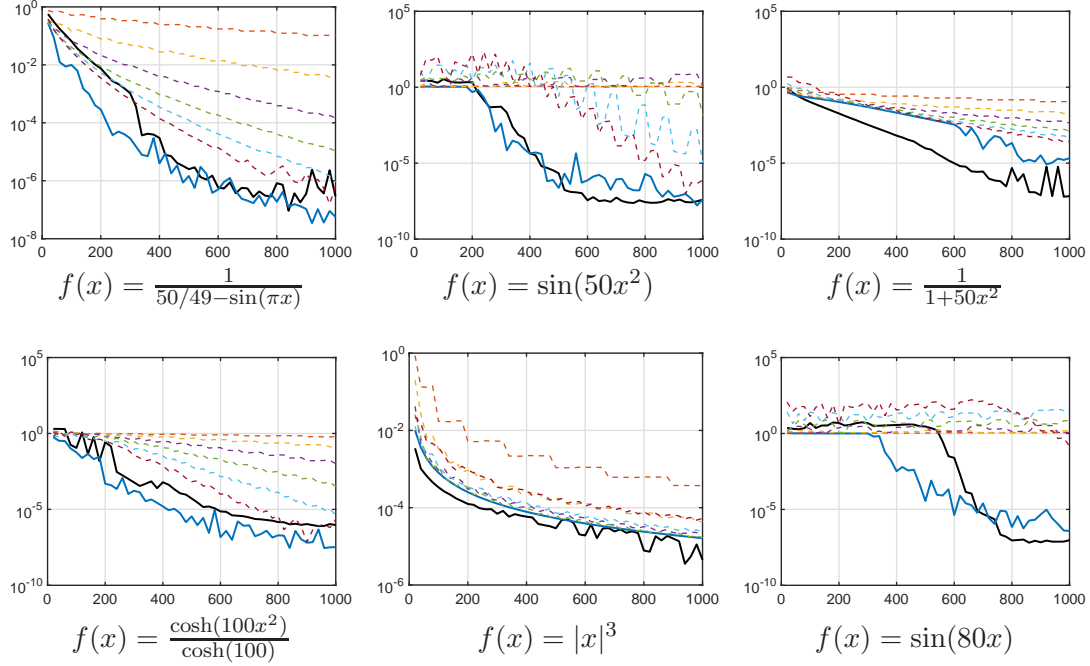 10^0
10^-2
10^-4
10^-6
10^-8
0 200 400 600 800 1000
f(x) = \frac{1}{50/49-\sin(\pi x)}
10^5
10^0
10^-5
10^-10
0 200 400 600 800 1000
f(x) = sin(50x^2)
10^5
10^0
10^-5
10^-10
0 200 400 600 800 1000
f(x) = \frac{1}{1+50x^2}
10^5
10^0
10^-5
10^-10
0 200 400 600 800 1000
f(x) = \frac{\cosh(100x^2)}{\cosh(100)}
10^0
10^-2
10^-4
10^-6
0 200 400 600 800 1000
f(x) = |x|^3
10^5
10^0
10^-5
10^-10
0 200 400 600 800 1000
f(x) = sin(80x)